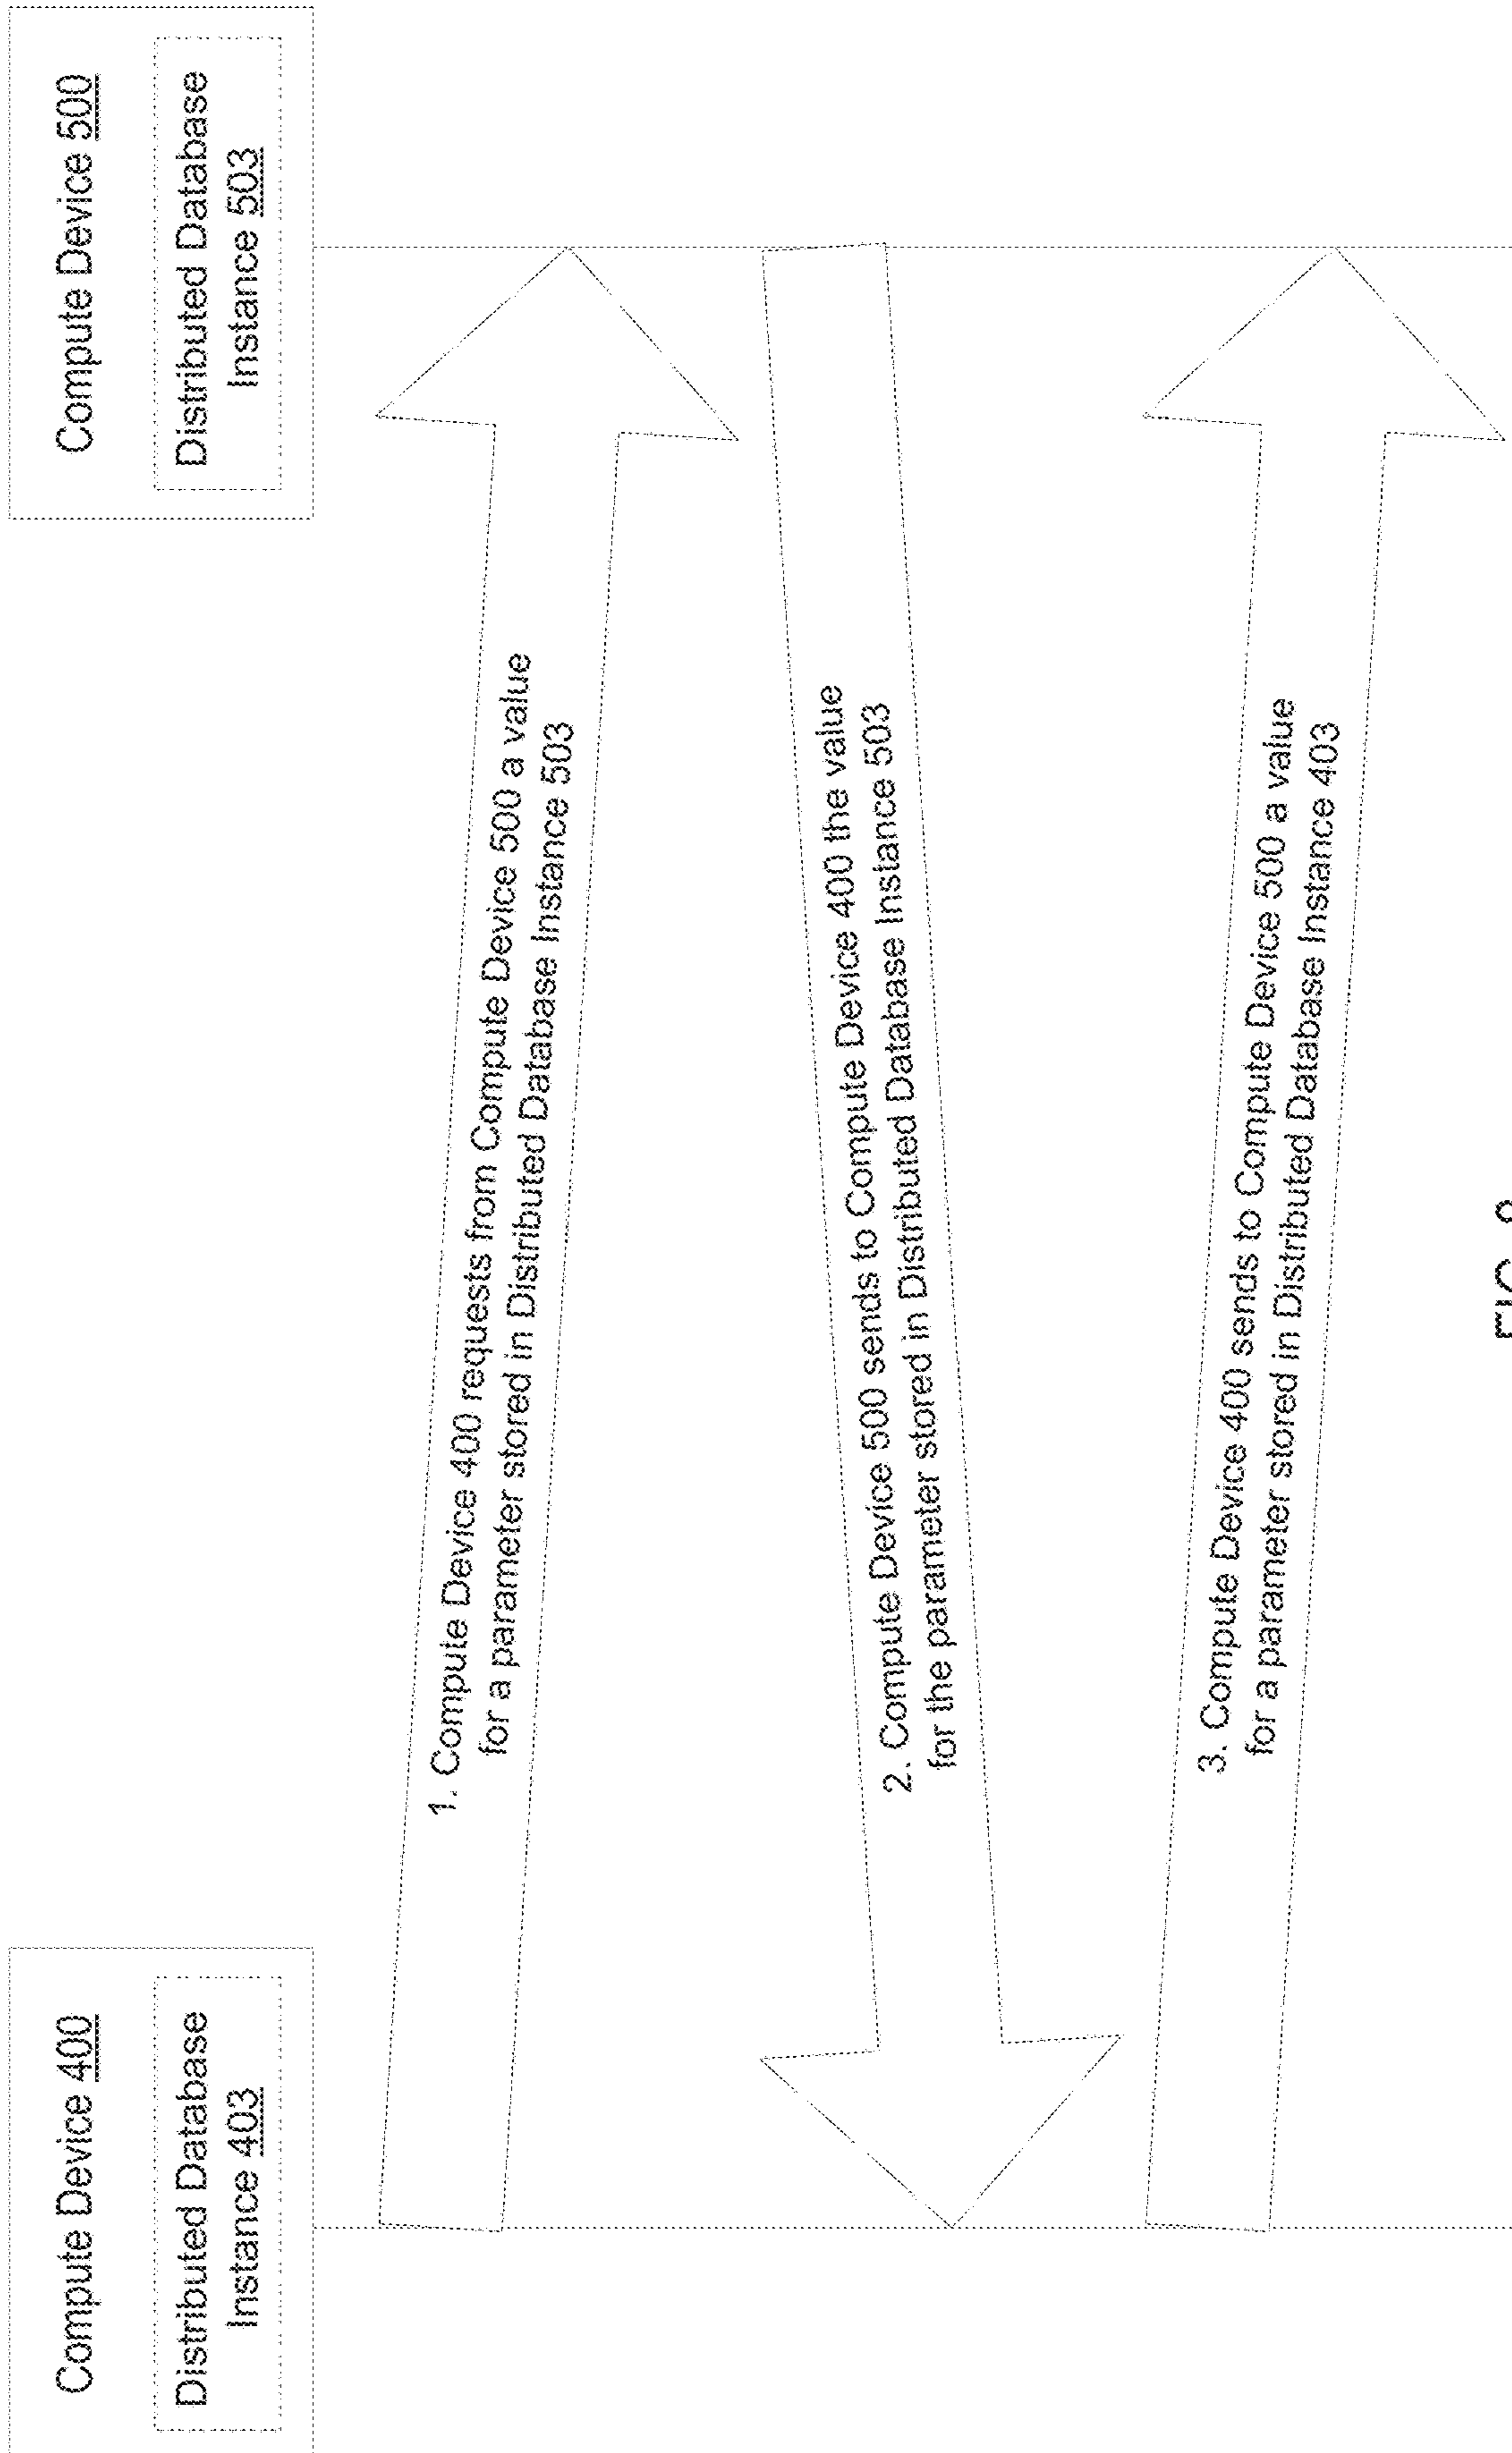 Compute Device 400
Distributed Database
Instance 403
Compute Device 500
Distributed Database
Instance 503
1. Compute Device 400 requests from Compute Device 500 a value
for a parameter stored in Distributed Database Instance 503
2. Compute Device 500 sends to Compute Device 400 the value
for the parameter stored in Distributed Database Instance 503
3. Compute Device 400 sends to Compute Device 500 a value
for a parameter stored in Distributed Database Instance 403
FIG.